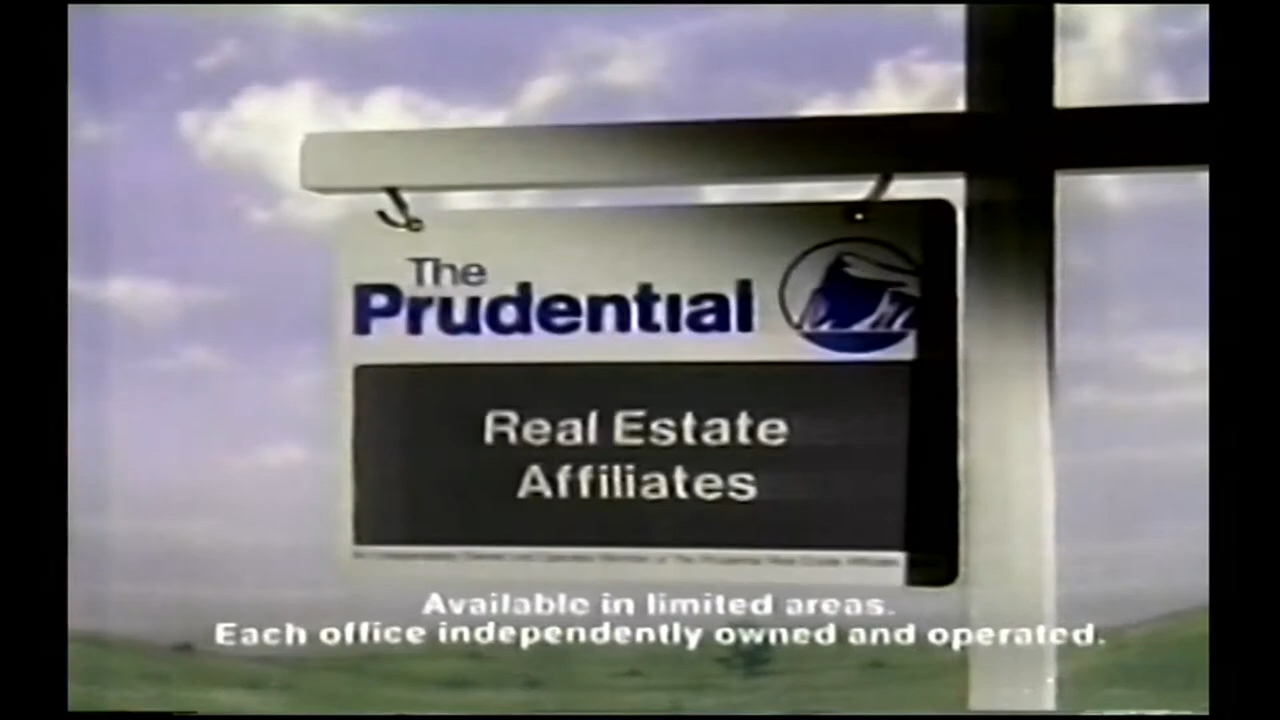 The
Prudential
Real Estate
Affiliates
Available in limited areas.
Each office independently owned and operated.